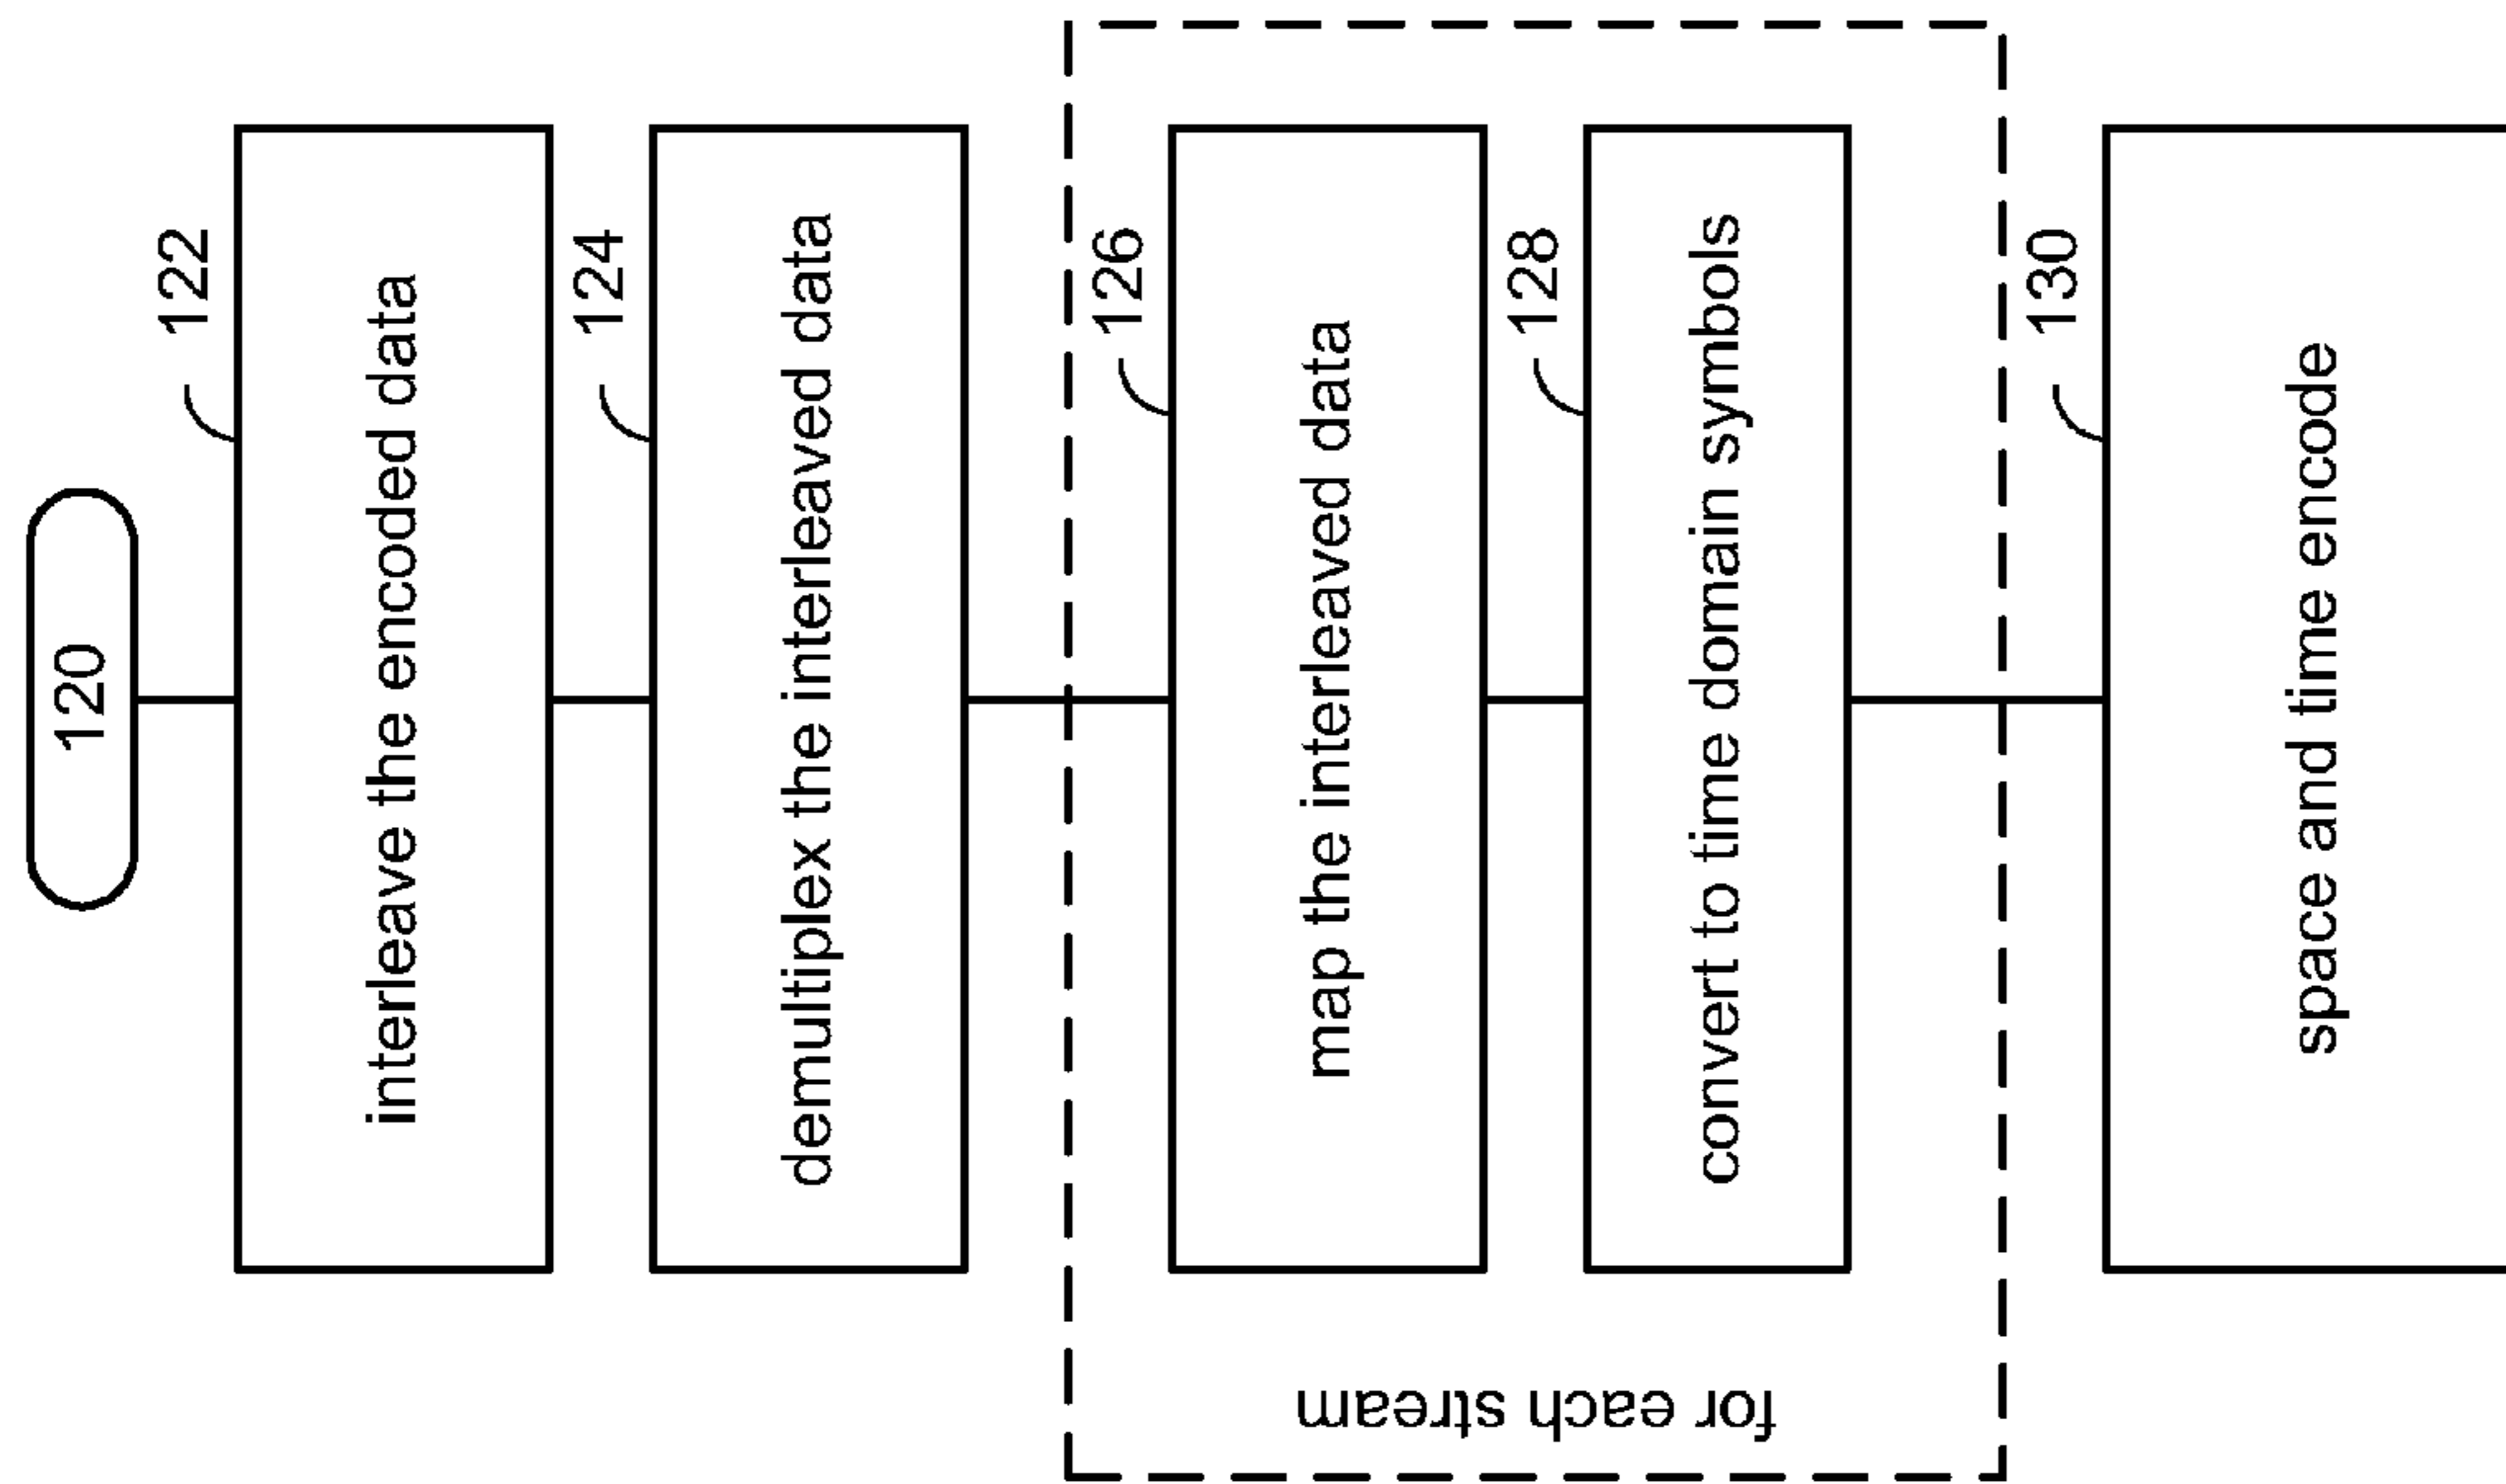 120
122
interleave the encoded data
124
demultiplex the interleaved data
for each stream
126
map the interleaved data
128
convert to time domain symbols
130
space and time encode